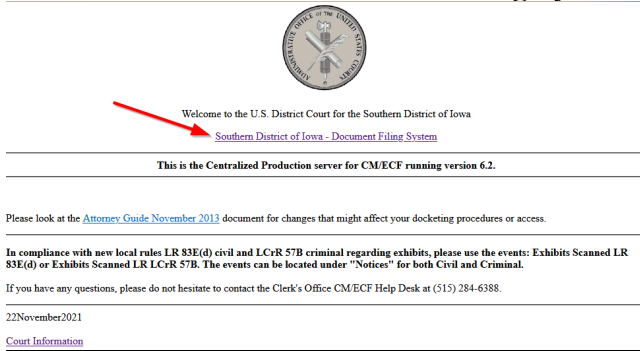 Welcome to the U.S. District Court for the Southern District of Iowa
Southern District of Iowa - Document Filing System
This is the Centralized Production server for CM/ECF running version 6.2.
Please look at the Attorney Guide November 2013 document for changes that might affect your docketing procedures or access.
In compliance with new local rules LR 83E(d) civil and LCrR 57B criminal regarding exhibits, please use the events: Exhibits Scanned LR
83E(d) or Exhibits Scanned LR LCrR 57B. The events can be located under "Notices" for both Civil and Criminal.
If you have any questions, please do not hesitate to contact the Clerk's Office CM/ECF Help Desk at (515) 284-6388.
22November2021
Court Information